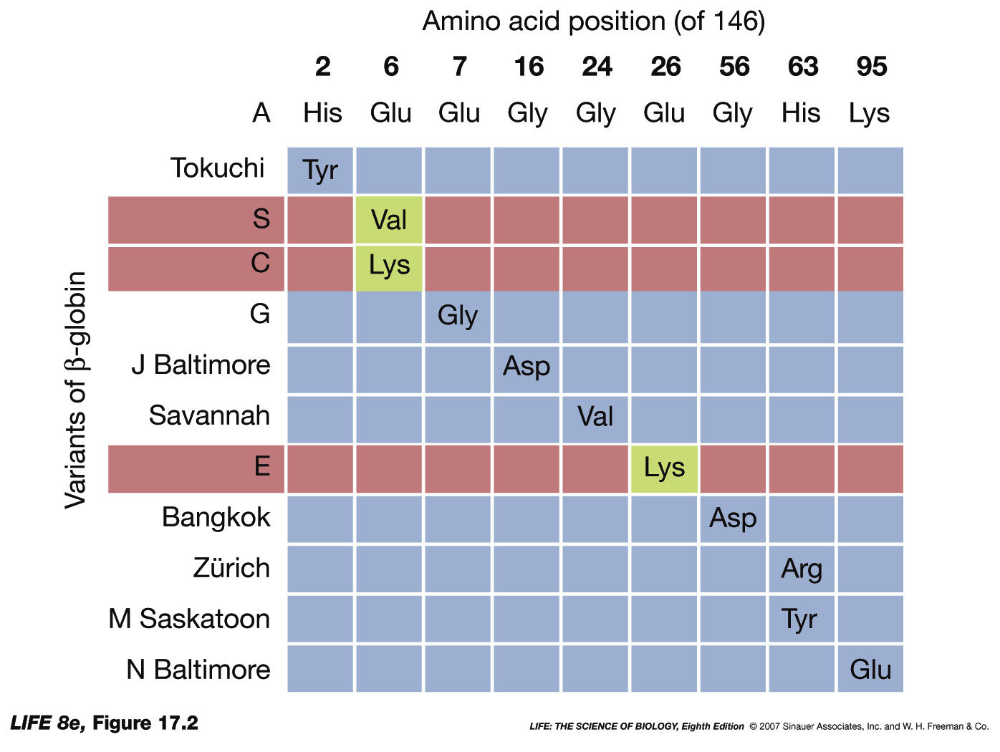 Amino acid position (of 146)
2 6 7 16 24 26 56 63 95
A His Glu Glu Gly Gly Glu Gly His Lys
Variants of β-globin
Tokuchi Tyr
S Val
C Lys
G Gly
J Baltimore Asp
Savannah Val
E Lys
Bangkok Asp
Zürich Arg
M Saskatoon Tyr
N Baltimore Glu
LIFE 8e, Figure 17.2
LIFE: THE SCIENCE OF BIOLOGY, Eighth Edition © 2007 Sinauer Associates, Inc. and W. H. Freeman & Co.